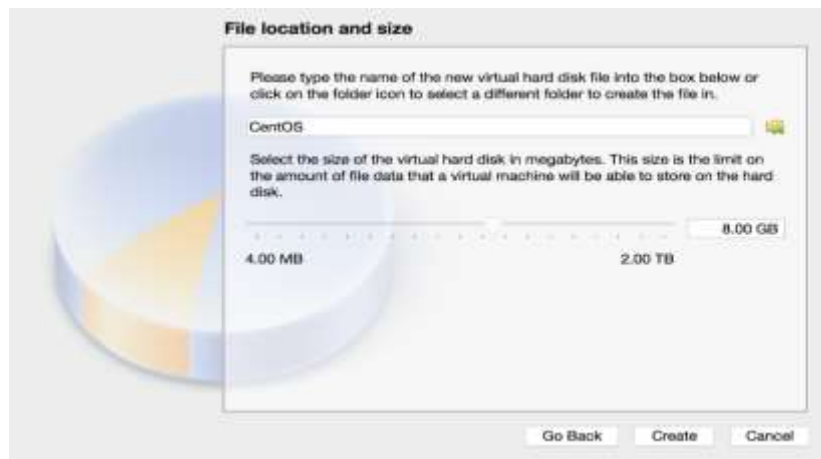 File location and size
Please type the name of the new virtual hard disk file into the box below or
click on the folder icon to select a different folder to create the file in.
CentOS
Select the size of the virtual hard disk in megabytes. This size is the limit on
the amount of file data that a virtual machine will be able to store on the hard
disk.
8.00 GB
4.00 MB 2.00 TB
Go Back Create Cancel